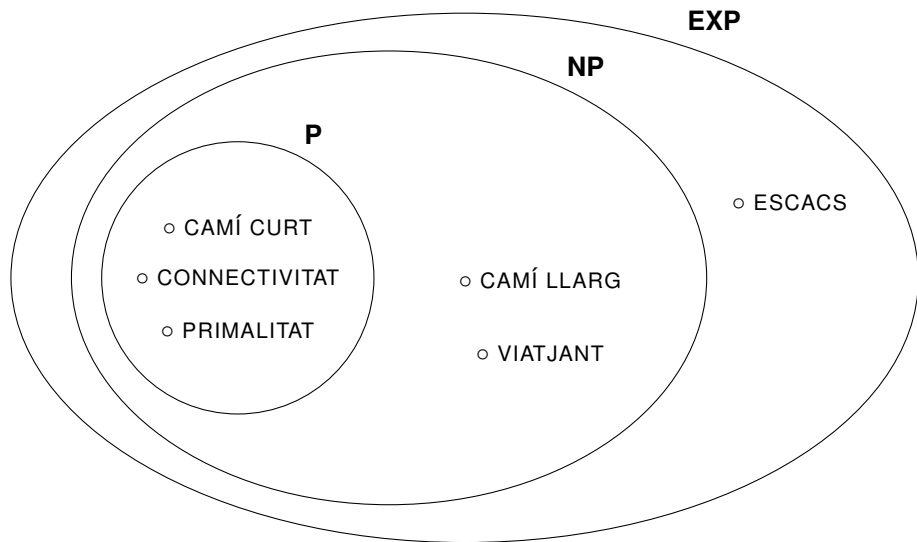 EXP
NP
P
ESCACS
CAMÍ CURT
CONNECTIVITAT
CAMÍ LLARG
PRIMALITAT
VIATJANT